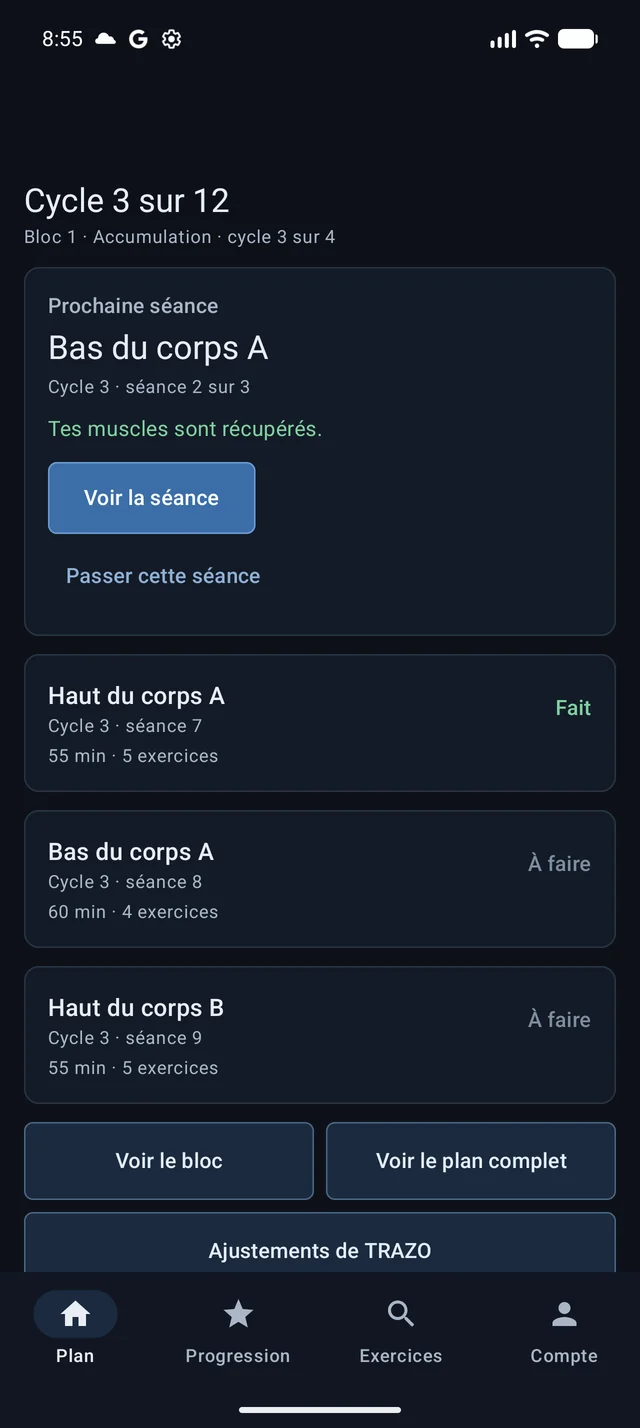 8:55
Cycle 3 sur 12
Bloc 1 · Accumulation · cycle 3 sur 4
Prochaine séance
Bas du corps A
Cycle 3 · séance 2 sur 3
Tes muscles sont récupérés.
Voir la séance
Passer cette séance
Haut du corps A
Fait
Cycle 3 · séance 7
55 min · 5 exercices
Bas du corps A
À faire
Cycle 3 · séance 8
60 min · 4 exercices
Haut du corps B
À faire
Cycle 3 · séance 9
55 min · 5 exercices
Voir le bloc
Voir le plan complet
Ajustements de TRAZO
Plan
Progression
Exercices
Compte